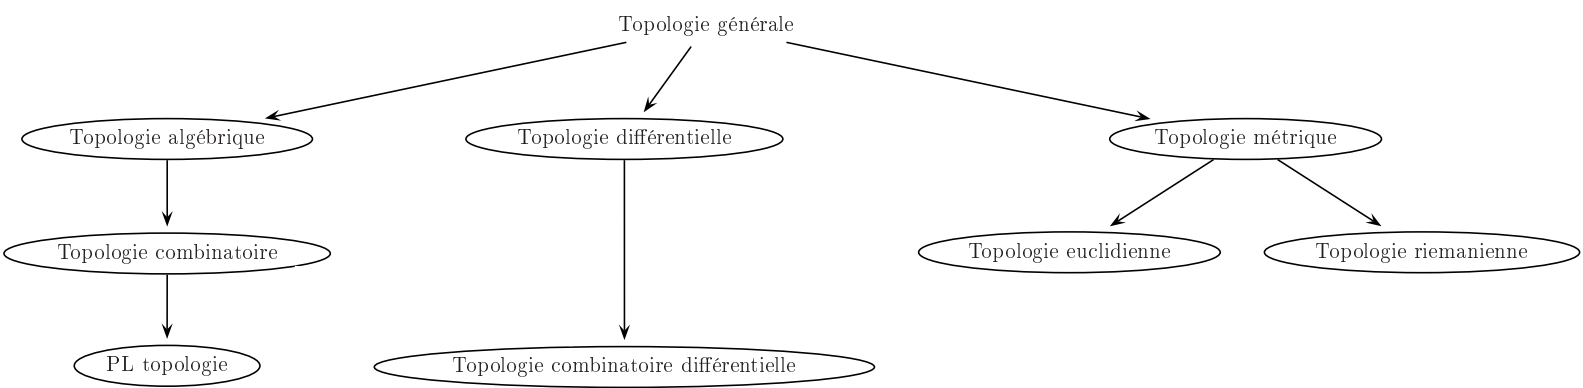 Topologie générale
Topologie algébrique
Topologie différentielle
Topologie métrique
Topologie combinatoire
Topologie euclidienne
Topologie riemanienne
PL topologie
Topologie combinatoire différentielle